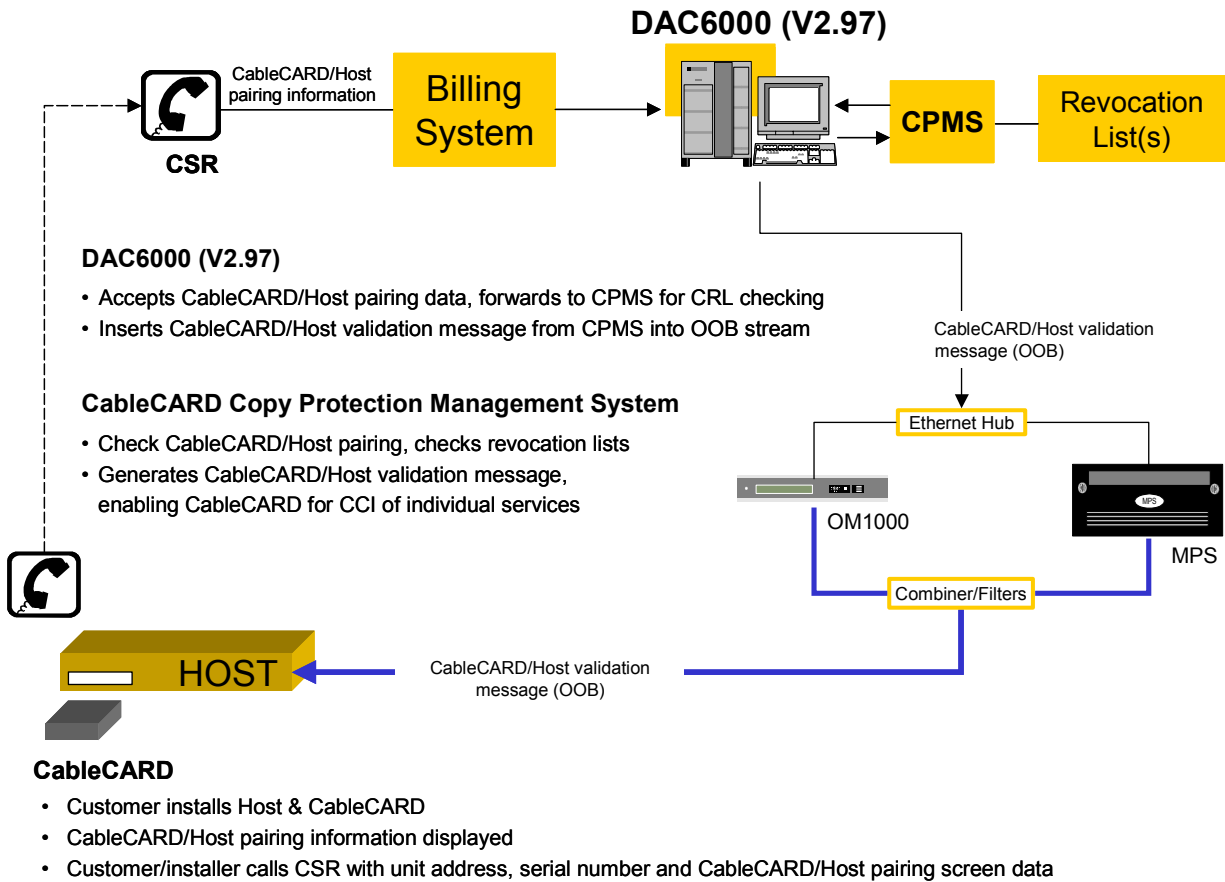 DAC6000 (V2.97)
CableCARD/Host
pairing information
Billing
System
CPMS
Revocation
List(s)
CSR
DAC6000 (V2.97)
• Accepts CableCARD/Host pairing data, forwards to CPMS for CRL checking
• Inserts CableCARD/Host validation message from CPMS into OOB stream
CableCARD/Host validation
message (OOB)
CableCARD Copy Protection Management System
• Check CableCARD/Host pairing, checks revocation lists
• Generates CableCARD/Host validation message,
enabling CableCARD for CCI of individual services
Ethernet Hub
OM1000
MPS
MPS
Combiner/Filters
HOST
CableCARD/Host validation
message (OOB)
CableCARD
• Customer installs Host & CableCARD
• CableCARD/Host pairing information displayed
• Customer/installer calls CSR with unit address, serial number and CableCARD/Host pairing screen data